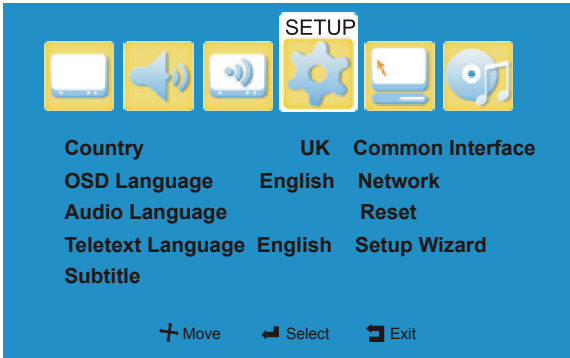 SETUP
Country UK Common Interface
OSD Language English Network
Audio Language Reset
Teletext Language English Setup Wizard
Subtitle
Move Select Exit